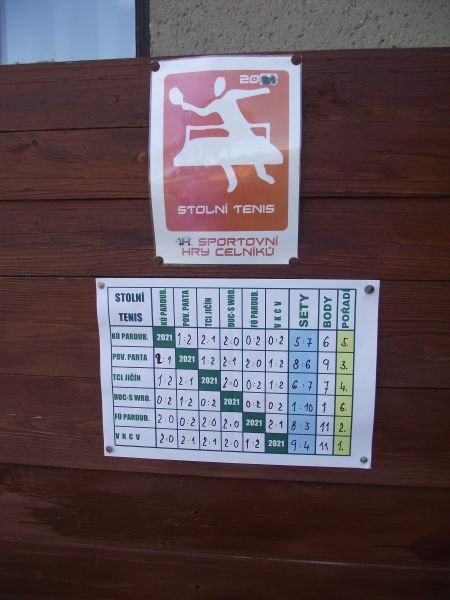 STOLNÍ TENIS
SPORTOVNÍ
HRY CELNÍKŮ
STOLNÍ TENIS KÚ PARDUB. POV. PARTA TCL JIČÍN DUC-S WRO. FÚ PARDUB. V K C V SETY BODY POŘADÍ
KÚ PARDUB. 2021 1:2 2:1 2:0 0:2 0:2 5:7 6 5.
POV. PARTA 2:1 2021 1:2 2:1 2:0 1:2 8:6 9 3.
TCL JIČÍN 1:2 2:1 2021 2:0 0:2 1:2 6:7 7 4.
DUC-S WRO. 0:2 1:2 0:2 2021 0:2 0:2 1:10 1 6.
FÚ PARDUB. 2:0 0:2 2:0 2:0 2021 2:1 8:3 11 2.
V K C V 2:0 2:1 2:1 2:0 1:2 2021 9:4 11 1.